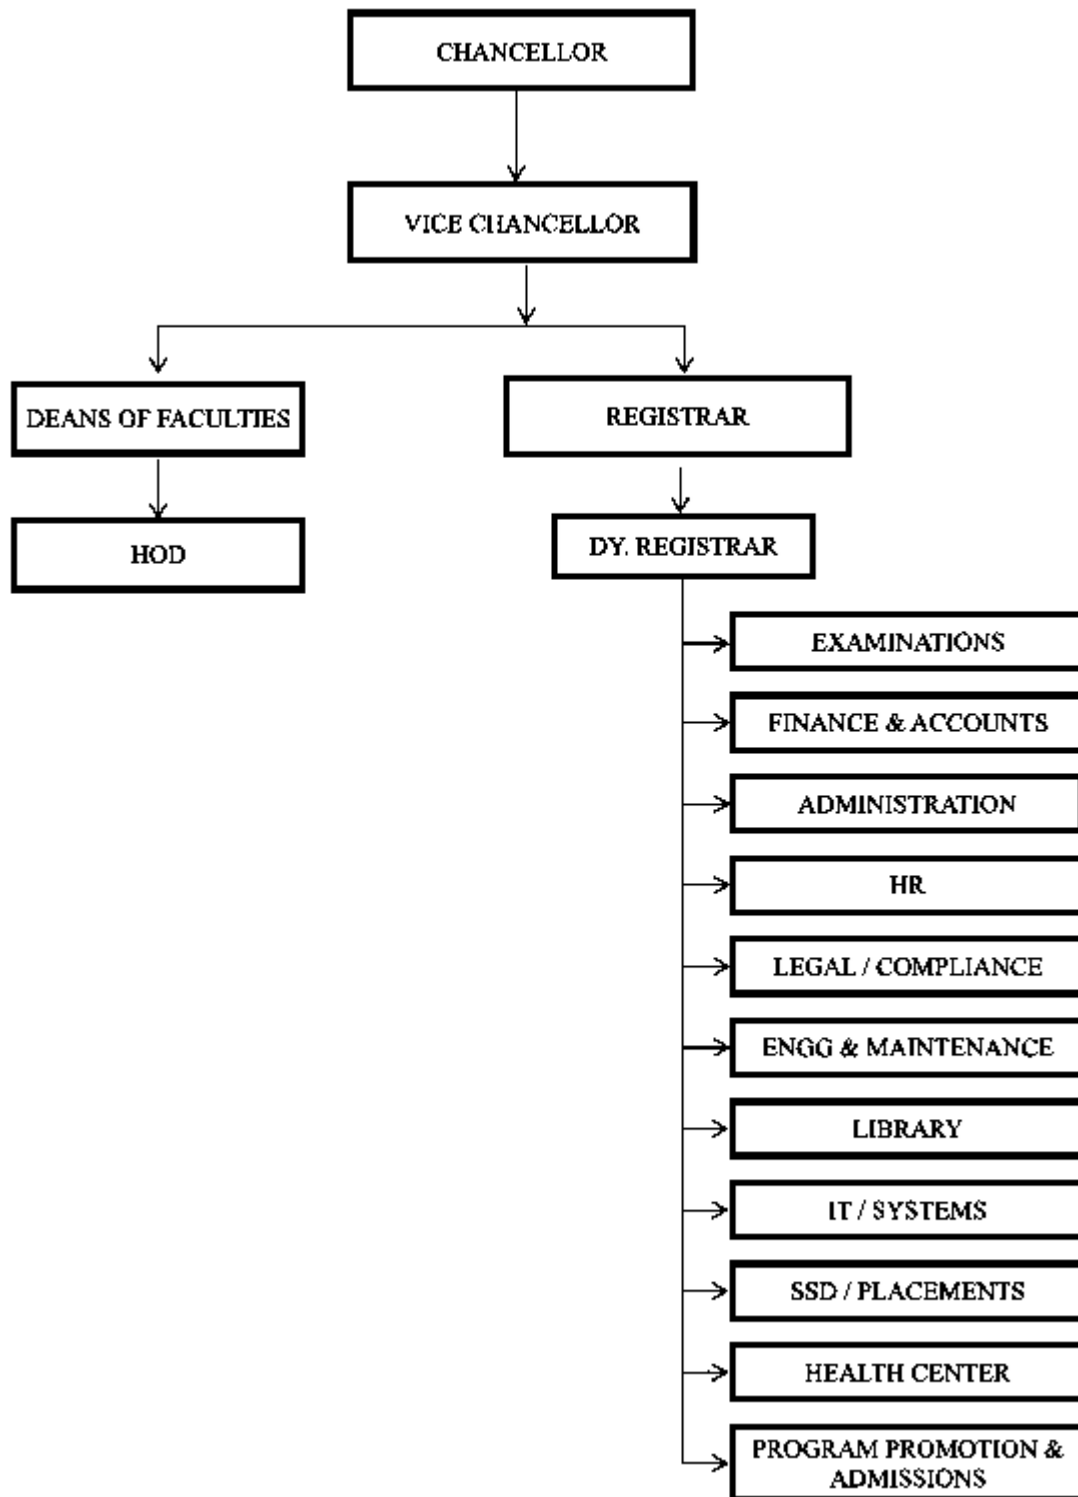 CHANCELLOR
VICE CHANCELLOR
DEANS OF FACULTIES
REGISTRAR
HOD
DY. REGISTRAR
EXAMINATIONS
FINANCE & ACCOUNTS
ADMINISTRATION
HR
LEGAL / COMPLIANCE
ENGG & MAINTENANCE
LIBRARY
IT / SYSTEMS
SSD / PLACEMENTS
HEALTH CENTER
PROGRAM PROMOTION &
ADMISSIONS